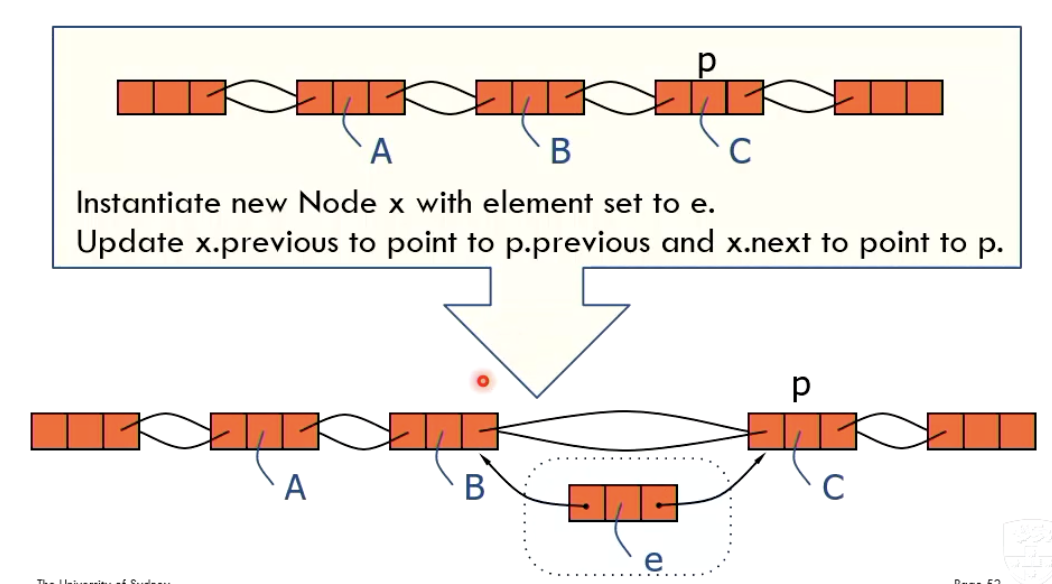 p
A B C
Instantiate new Node x with element set to e.
Update x.previous to point to p.previous and x.next to point to p.
p
A B C
e
The University of Sydney Page 52